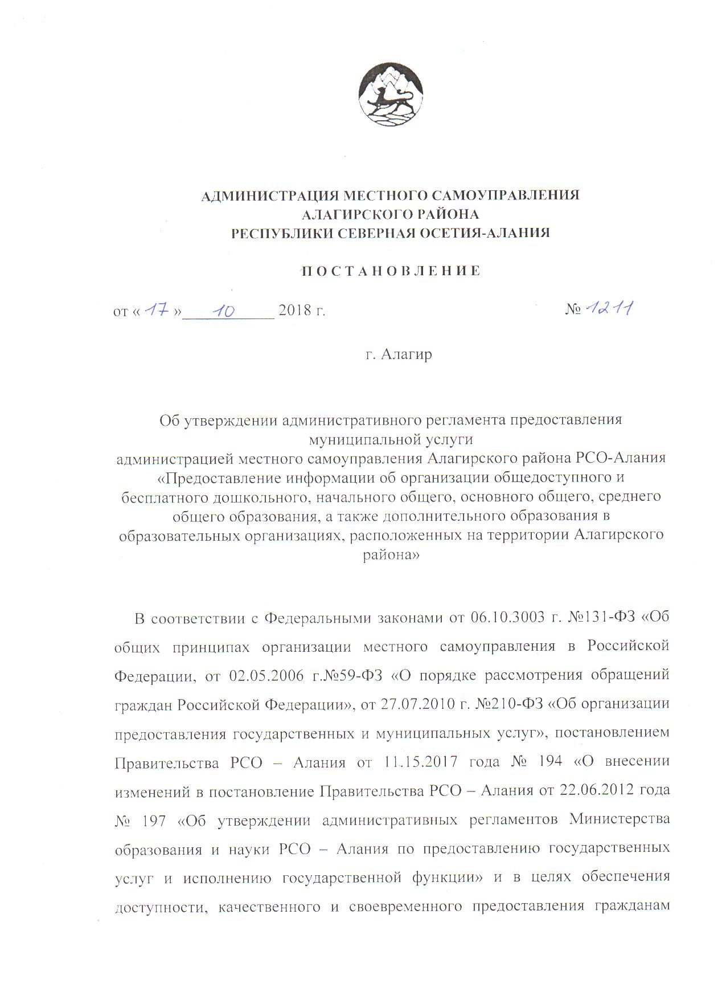 АДМИНИСТРАЦИЯ МЕСТНОГО САМОУПРАВЛЕНИЯ
АЛАГИРСКОГО РАЙОНА
РЕСПУБЛИКИ СЕВЕРНАЯ ОСЕТИЯ-АЛАНИЯ
П О С Т А Н О В Л Е Н И Е
от « 17 »____10____ 2018 г. № 1211
г. Алагир
Об утверждении административного регламента предоставления
муниципальной услуги
администрацией местного самоуправления Алагирского района РСО-Алания
«Предоставление информации об организации общедоступного и
бесплатного дошкольного, начального общего, основного общего, среднего
общего образования, а также дополнительного образования в
образовательных организациях, расположенных на территории Алагирского
района»
В соответствии с Федеральными законами от 06.10.3003 г. №131-ФЗ «Об
общих принципах организации местного самоуправления в Российской
Федерации, от 02.05.2006 г.№59-ФЗ «О порядке рассмотрения обращений
граждан Российской Федерации», от 27.07.2010 г. №210-ФЗ «Об организации
предоставления государственных и муниципальных услуг», постановлением
Правительства РСО – Алания от 11.15.2017 года № 194 «О внесении
изменений в постановление Правительства РСО – Алания от 22.06.2012 года
№ 197 «Об утверждении административных регламентов Министерства
образования и науки РСО – Алания по предоставлению государственных
услуг и исполнению государственной функции» и в целях обеспечения
доступности, качественного и своевременного предоставления гражданам